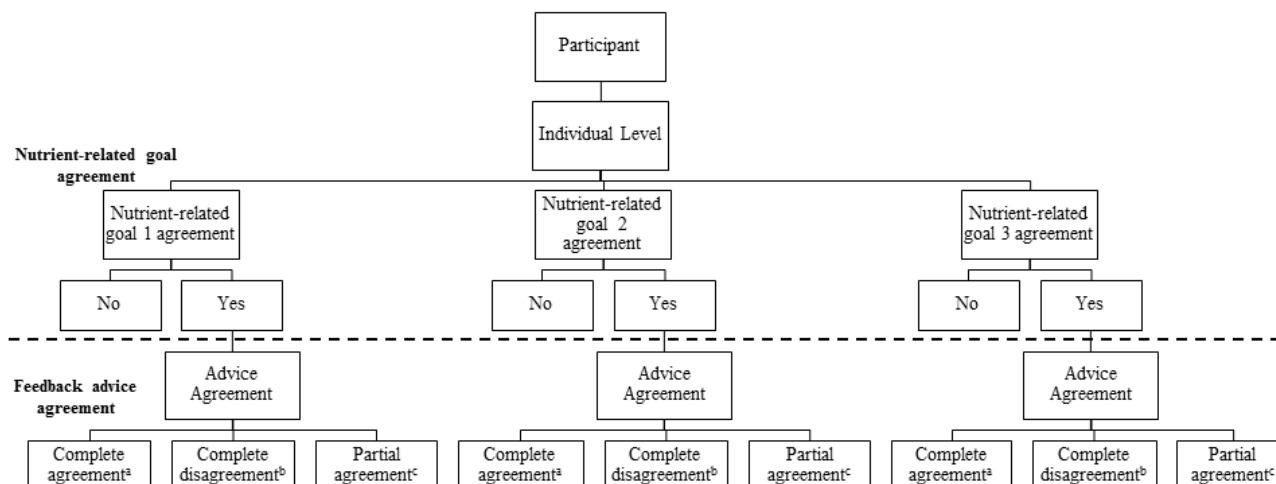 Participant
Individual Level
Nutrient-related goal
agreement
Nutrient-related
goal 1 agreement
Nutrient-related
goal 2
agreement
Nutrient-related
goal 3 agreement
No
Yes
No
Yes
No
Yes
Feedback advice
agreement
Advice
Agreement
Advice
Agreement
Advice
Agreement
Complete
agreementᵃ
Complete
disagreementᵇ
Partial
agreementᶜ
Complete
agreementᵃ
Complete
disagreementᵇ
Partial
agreementᶜ
Complete
agreementᵃ
Complete
disagreementᵇ
Partial
agreementᶜ